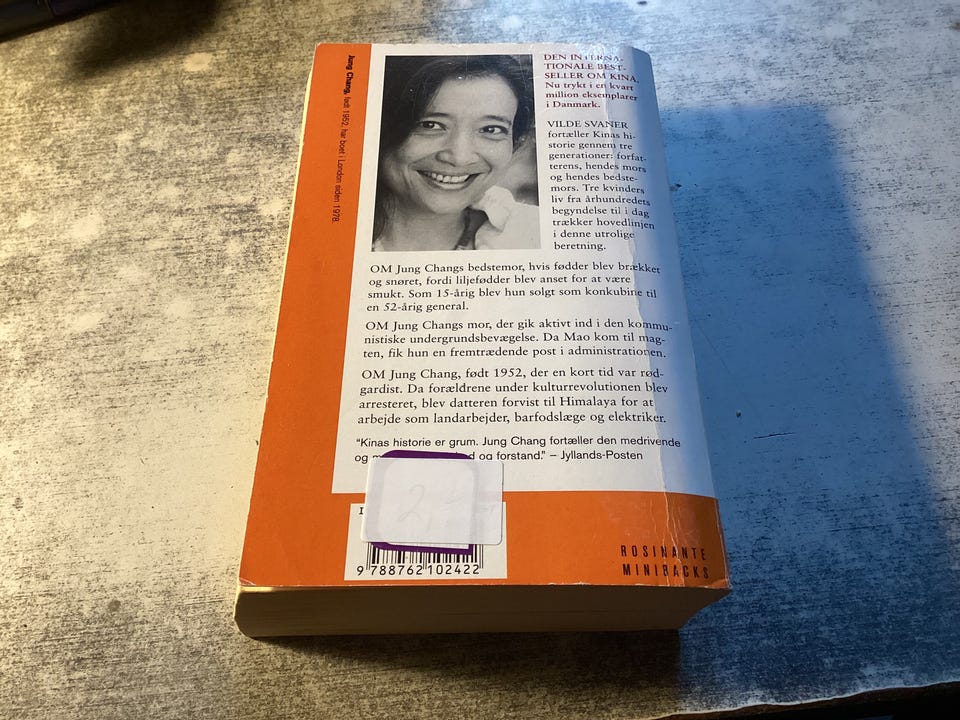 Jung Chang, født 1952, har boet i London siden 1978.
DEN INTERNA-
TIONALE BEST-
SELLER OM KINA.
Nu trykt i en kvart
million eksemplarer
i Danmark.
VILDE SVANER
fortæller Kinas hi-
storie gennem tre
generationer: forfat-
terens, hendes mors
og hendes bedste-
mors. Tre kvinders
liv fra århundredets
begyndelse til i dag
trækker hovedlinjen
i denne utrolige
beretning.
OM Jung Changs bedstemor, hvis fødder blev brækket
og snøret, fordi liljefødder blev anset for at være
smukt. Som 15-årig blev hun solgt som konkubine til
en 52-årig general.
OM Jung Changs mor, der gik aktivt ind i den kommu-
nistiske undergrundsbevægelse. Da Mao kom til mag-
ten, fik hun en fremtrædende post i administrationen.
OM Jung Chang, født 1952, der en kort tid var rød-
gardist. Da forældrene under kulturrevolutionen blev
arresteret, blev datteren forvist til Himalaya for at
arbejde som landarbejder, barfodslæge og elektriker.
"Kinas historie er grum. Jung Chang fortæller den medrivende
og og forstand." – Jyllands-Posten
9 788762 102422
ROSINANTE
MINIBACKS